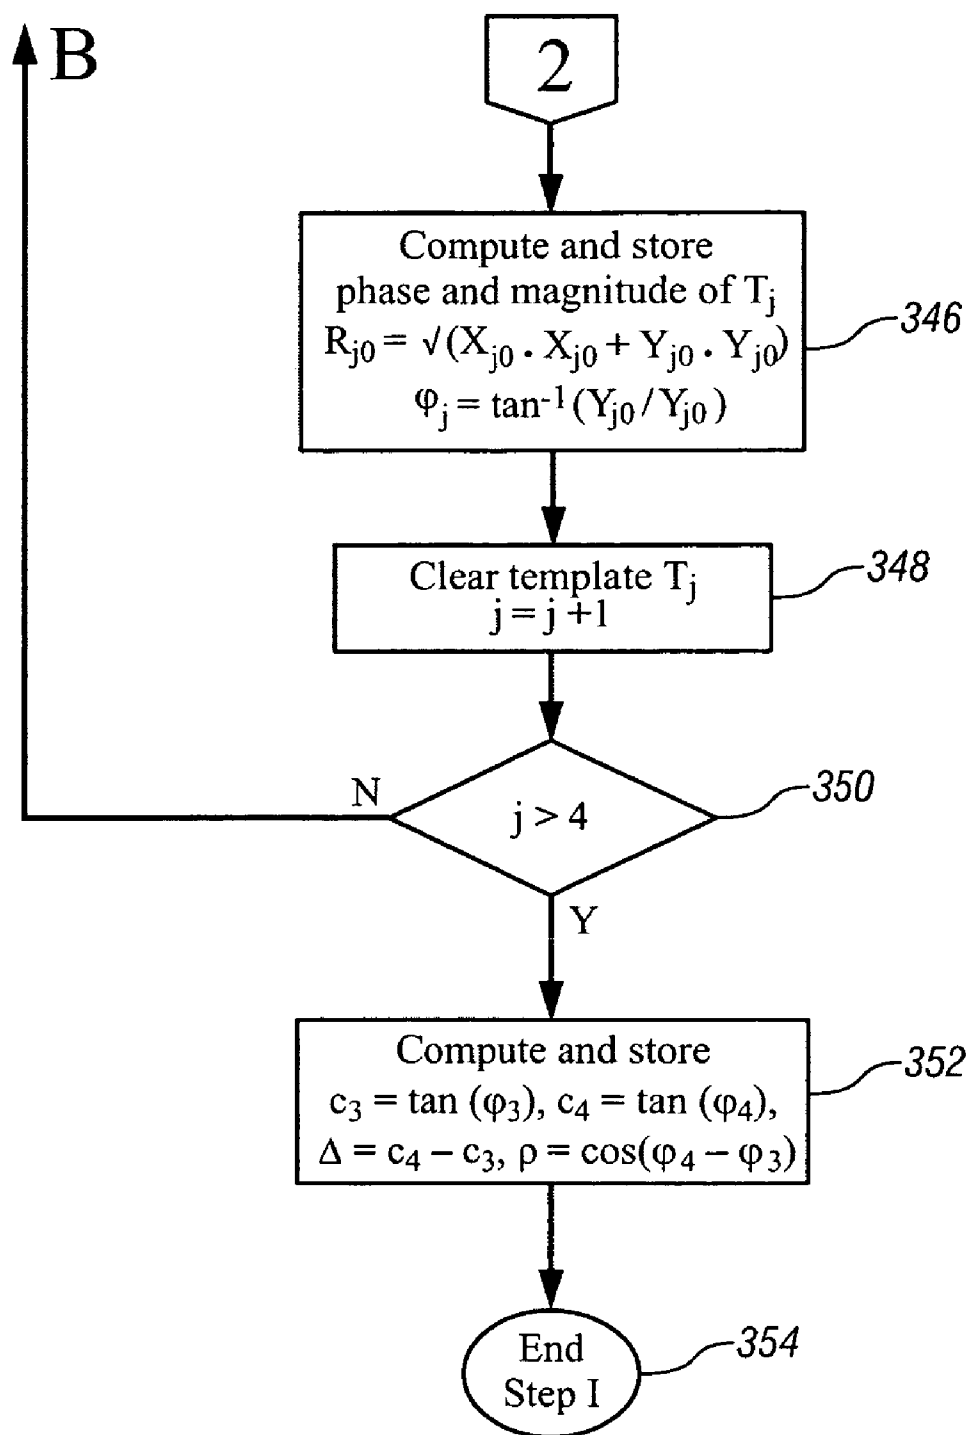 B
2
Compute and store
phase and magnitude of Tj
Rj0 = √(Xj0 . Xj0 + Yj0 . Yj0)
φj = tan-1 (Yj0 / Yj0)
346
Clear template Tj
j = j +1
348
N
j > 4
350
Y
Compute and store
c3 = tan (φ3), c4 = tan (φ4),
Δ = c4 – c3, ρ = cos(φ4 – φ3)
352
End
Step I
354